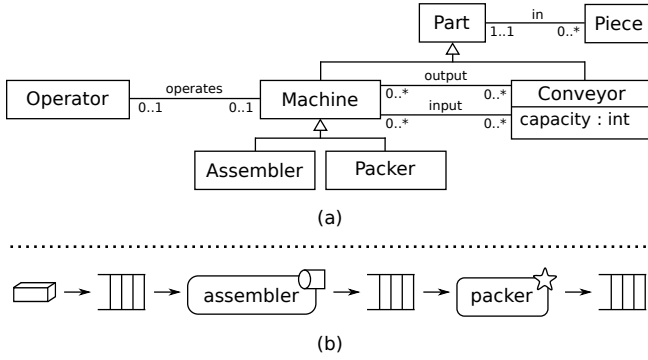 Part
in
Piece
1..1
0..*
output
operates
Operator
0..1
0..1
Machine
0..*
0..*
Conveyor
input
0..*
0..*
capacity : int
Assembler
Packer
(a)
assembler
packer
(b)